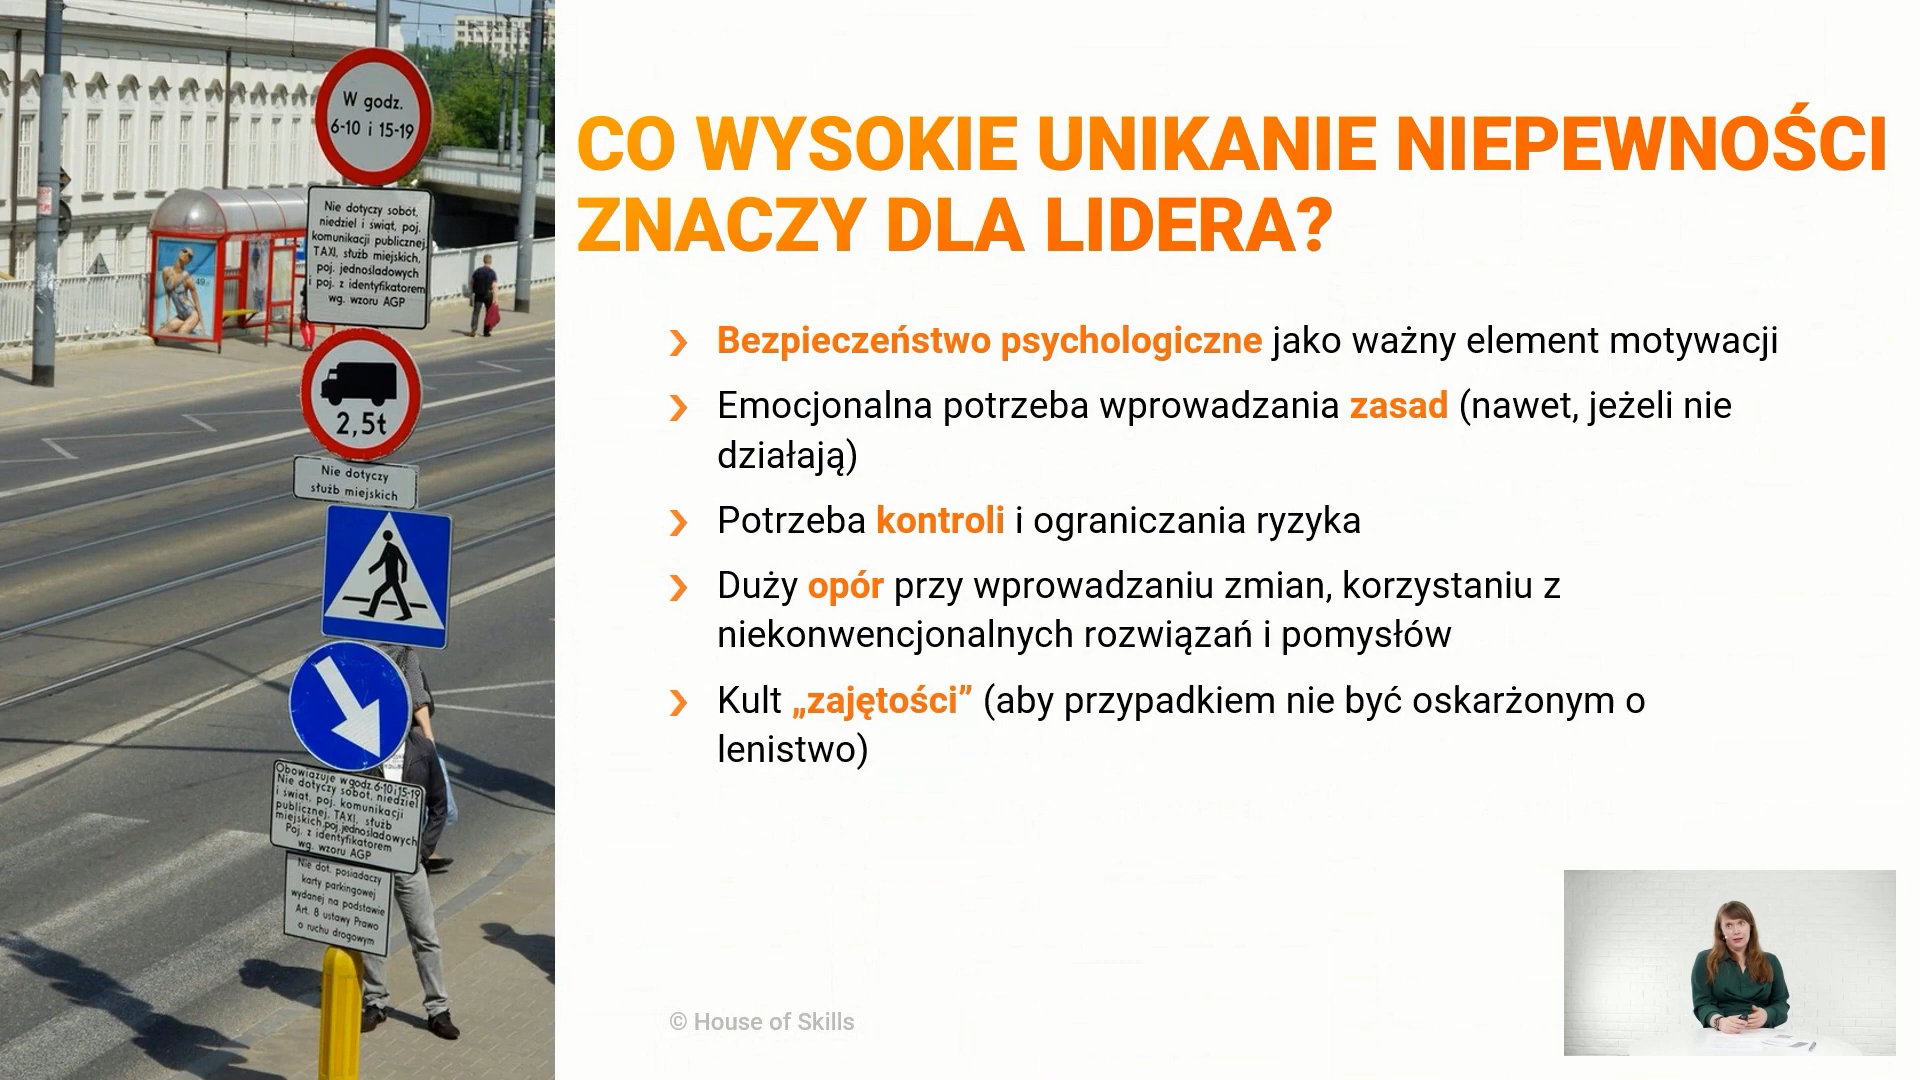 W godz.
6-10 i 15-19
Nie dotyczy sobót,
niedziel i świąt, poj.
komunikacji publicznej,
TAXI, służb miejskich,
poj. jednośladowych
i poj. z identyfikatorem
wg. wzoru AGP
2,5t
Nie dotyczy
służb miejskich
Obowiązuje w godz. 6-10 i 15-19
Nie dotyczy sobót, niedziel
i świąt, poj. komunikacji
publicznej, TAXI, służb
miejskich, poj. jednośladowych
Poj. z identyfikatorem
wg. wzoru AGP
Nie dot. posiadaczy
karty parkingowej
wydanej na podstawie
Art. 8 ustawy Prawo
o ruchu drogowym
CO WYSOKIE UNIKANIE NIEPEWNOŚCI
ZNACZY DLA LIDERA?
Bezpieczeństwo psychologiczne jako ważny element motywacji
Emocjonalna potrzeba wprowadzania zasad (nawet, jeżeli nie
działają)
Potrzeba kontroli i ograniczania ryzyka
Duży opór przy wprowadzaniu zmian, korzystaniu z
niekonwencjonalnych rozwiązań i pomysłów
Kult „zajętości” (aby przypadkiem nie być oskarżonym o
lenistwo)
© House of Skills